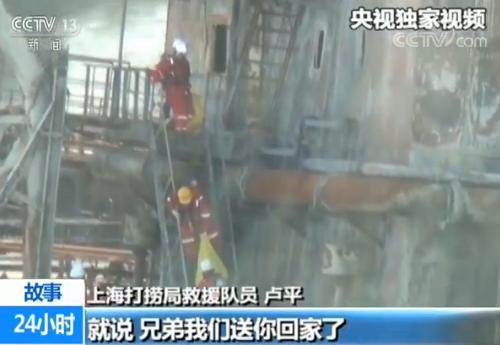 CCTV 13
新闻
央视独家视频
CCTV.com
故事
24小时
上海打捞局救援队员 卢平
就说 兄弟我们送你回家了